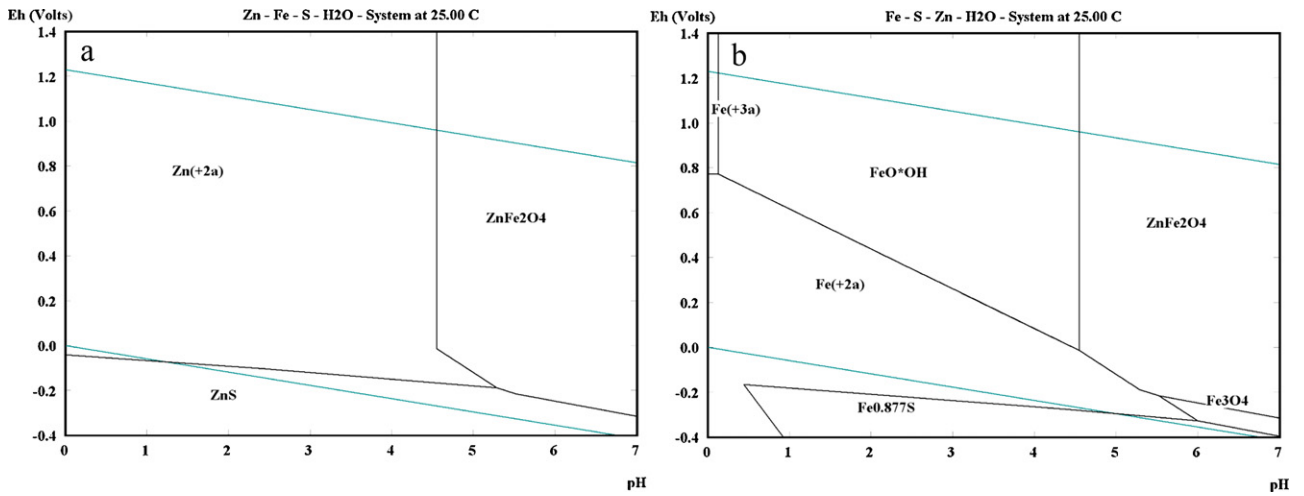 Eh (Volts) Zn - Fe - S - H2O - System at 25.00 C
a
1.4
1.2
1.0
0.8
0.6
0.4
0.2
0.0
-0.2
-0.4
Zn(+2a)
ZnFe2O4
ZnS
0 1 2 3 4 5 6 7
pH
Eh (Volts) Fe - S - Zn - H2O - System at 25.00 C
b
1.4
1.2
1.0
0.8
0.6
0.4
0.2
0.0
-0.2
-0.4
Fe(+3a)
FeO*OH
ZnFe2O4
Fe(+2a)
Fe3O4
Fe0.877S
0 1 2 3 4 5 6 7
pH